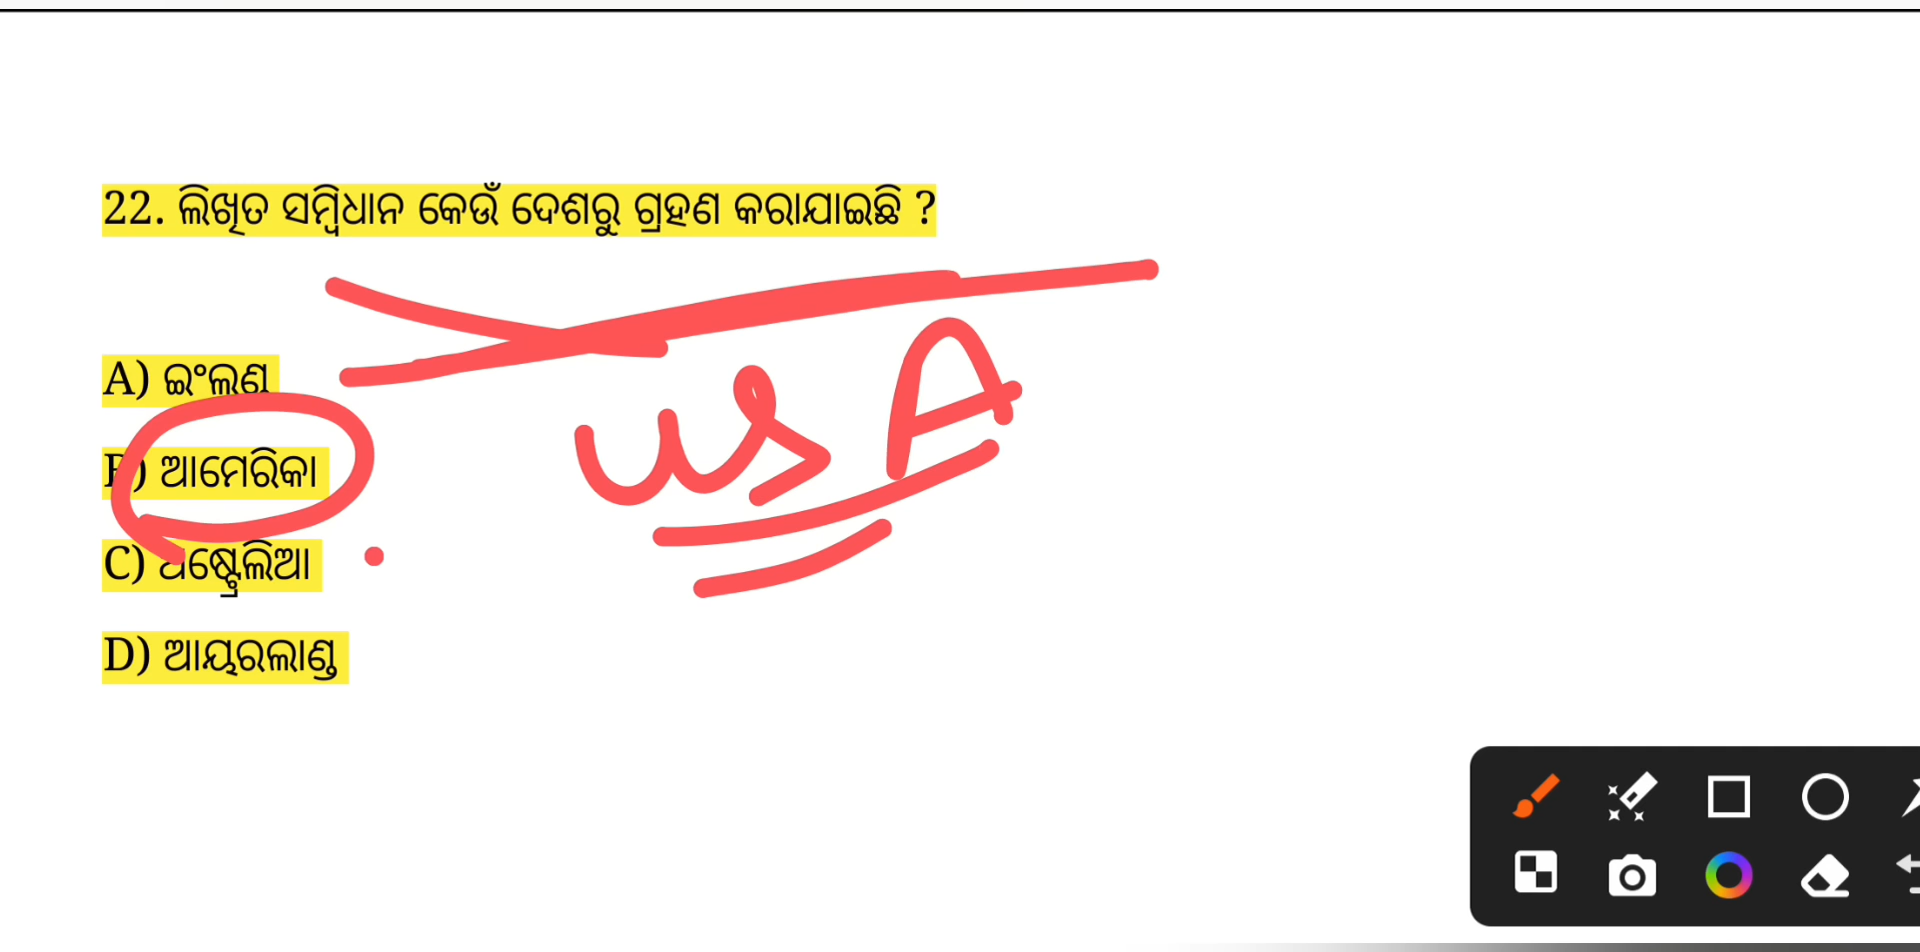 22. ଲିଖିତ ସମ୍ବିଧାନ କେଉଁ ଦେଶରୁ ଗ୍ରହଣ କରାଯାଇଛି ?
A) ଇଂଲଣ୍ଡ
B) ଆମେରିକା
usA
C) ଅଷ୍ଟ୍ରେଲିଆ
D) ଆୟରଲାଣ୍ଡ